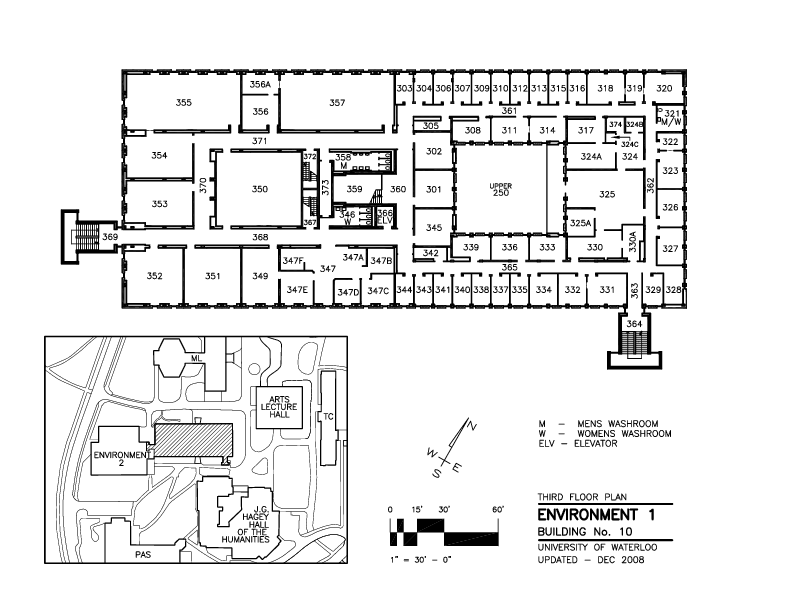 355
356A
356
357
303 304 306 307 309 310 312 313 315 316 318 319 320
361
305
308 311 314 317 374 324B
321
M/W
371
354
372
358
M
302
324C
324A 324
322
323
370
350
373
359
360
301
UPPER
250
325
362
353
367
346
W
366
ELV
345
325A
326
369
368
342
339 336 333 330
330A
327
352 351 349
347F
347A
347B
347
347E
347D
347C
365
344 343 341 340 338 337 335 334 332 331
363
329 328
364
ML
ARTS
LECTURE
HALL
TC
ENVIRONMENT
2
J.G.
HAGEY
HALL
OF THE
HUMANITIES
PAS
N
W
E
S
0 15' 30' 60'
1" = 30' - 0"
M - MENS WASHROOM
W - WOMENS WASHROOM
ELV - ELEVATOR
THIRD FLOOR PLAN
ENVIRONMENT 1
BUILDING No. 10
UNIVERSITY OF WATERLOO
UPDATED - DEC 2008